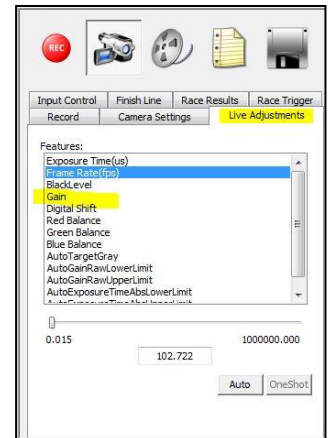 REC
Input Control Finish Line Race Results Race Trigger
Record Camera Settings Live Adjustments
Features:
Exposure Time(us)
Frame Rate(fps)
BlackLevel
Gain
Digital Shift
Red Balance
Green Balance
Blue Balance
AutoTargetGray
AutoGainRawLowerLimit
AutoGainRawUpperLimit
AutoExposureTimeAbsLowerLimit
AutoExposureTimeAbsUpperLimit
0.015 1000000.000
102.722
Auto OneShot